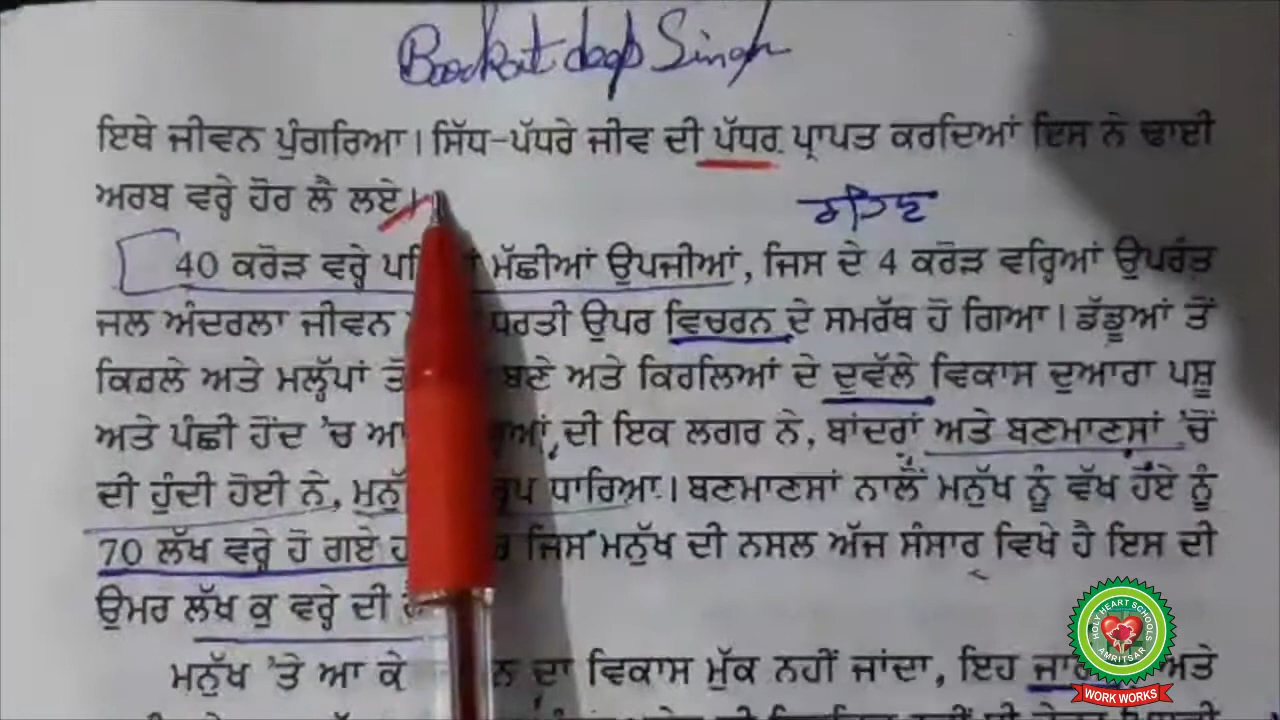 Singh
ਇਥੇ ਜੀਵਨ ਪੁੰਗਰਿਆ। ਸਿੱਧ-ਪੱਧਰੇ ਜੀਵ ਦੀ ਪੱਧਰ ਪ੍ਰਾਪਤ ਕਰਦਿਆਂ ਇਸ ਨੇ ਢਾਈ
ਅਰਬ ਵਰ੍ਹੇ ਹੋਰ ਲੈ ਲਏ।
40 ਕਰੋੜ ਵਰ੍ਹੇ ਮੱਛੀਆਂ ਉਪਜੀਆਂ, ਜਿਸ ਦੇ 4 ਕਰੋੜ ਵਰ੍ਹਿਆਂ ਉਪਰੰਤ
ਜਲ ਅੰਦਰਲਾ ਜੀਵਨ ਧਰਤੀ ਉਪਰ ਵਿਚਰਨ ਦੇ ਸਮਰੱਥ ਹੋ ਗਿਆ। ਡੱਡੂਆਂ ਤੋਂ
ਕਿਰਲੇ ਅਤੇ ਮਲ੍ਹੱਪਾਂ ਬਣੇ ਅਤੇ ਕਿਰਲਿਆਂ ਦੇ ਦੁਵੱਲੇ ਵਿਕਾਸ ਦੁਆਰਾ ਪਸ਼ੂ
ਅਤੇ ਪੰਛੀ ਹੋਂਦ ’ਚ ਦੀ ਇਕ ਲਗਰ ਨੇ, ਬਾਂਦਰਾਂ ਅਤੇ ਬਣਮਾਣਸਾਂ ’ਚੋਂ
ਦੀ ਹੁੰਦੀ ਹੋਈ ਨੇ, ਰੂਪ ਧਾਰਿਆ। ਬਣਮਾਣਸਾਂ ਨਾਲੋਂ ਮਨੁੱਖ ਨੂੰ ਵੱਖ ਹੋਏ ਨੂੰ
70 ਲੱਖ ਵਰ੍ਹੇ ਹੋ ਗਏ ਜਿਸ ਮਨੁੱਖ ਦੀ ਨਸਲ ਅੱਜ ਸੰਸਾਰ ਵਿਖੇ ਹੈ ਇਸ ਦੀ
ਉਮਰ ਲੱਖ ਕੁ ਵਰ੍ਹੇ ਦੀ
ਮਨੁੱਖ ’ਤੇ ਆ ਕੇ ਦਾ ਵਿਕਾਸ ਮੁੱਕ ਨਹੀਂ ਜਾਂਦਾ, ਇਹ ਅਤੇ
HOLY HEART SCHOOLS
AMRITSAR
WORK WORKS